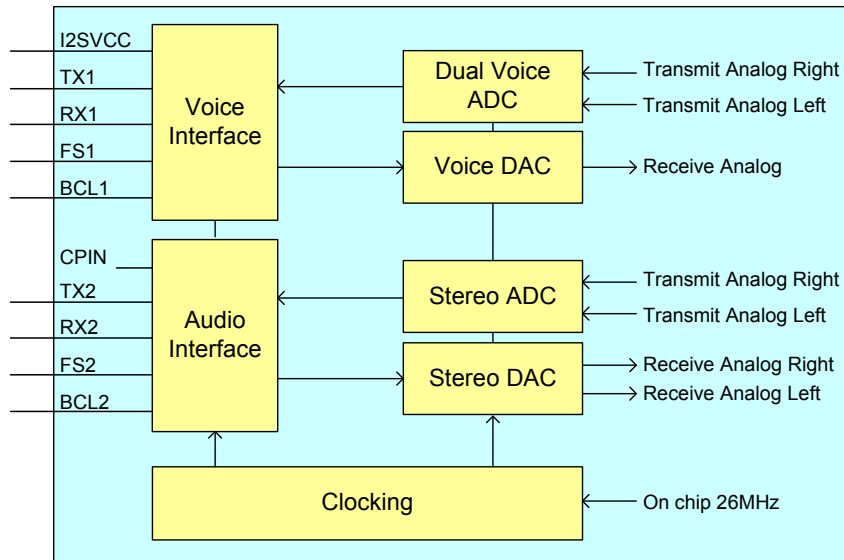 I2SVCC
TX1
RX1
FS1
BCL1
Voice
Interface
Dual Voice
ADC
Transmit Analog Right
Transmit Analog Left
Voice DAC
Receive Analog
CPIN
TX2
RX2
FS2
BCL2
Audio
Interface
Stereo ADC
Transmit Analog Right
Transmit Analog Left
Stereo DAC
Receive Analog Right
Receive Analog Left
Clocking
On chip 26MHz